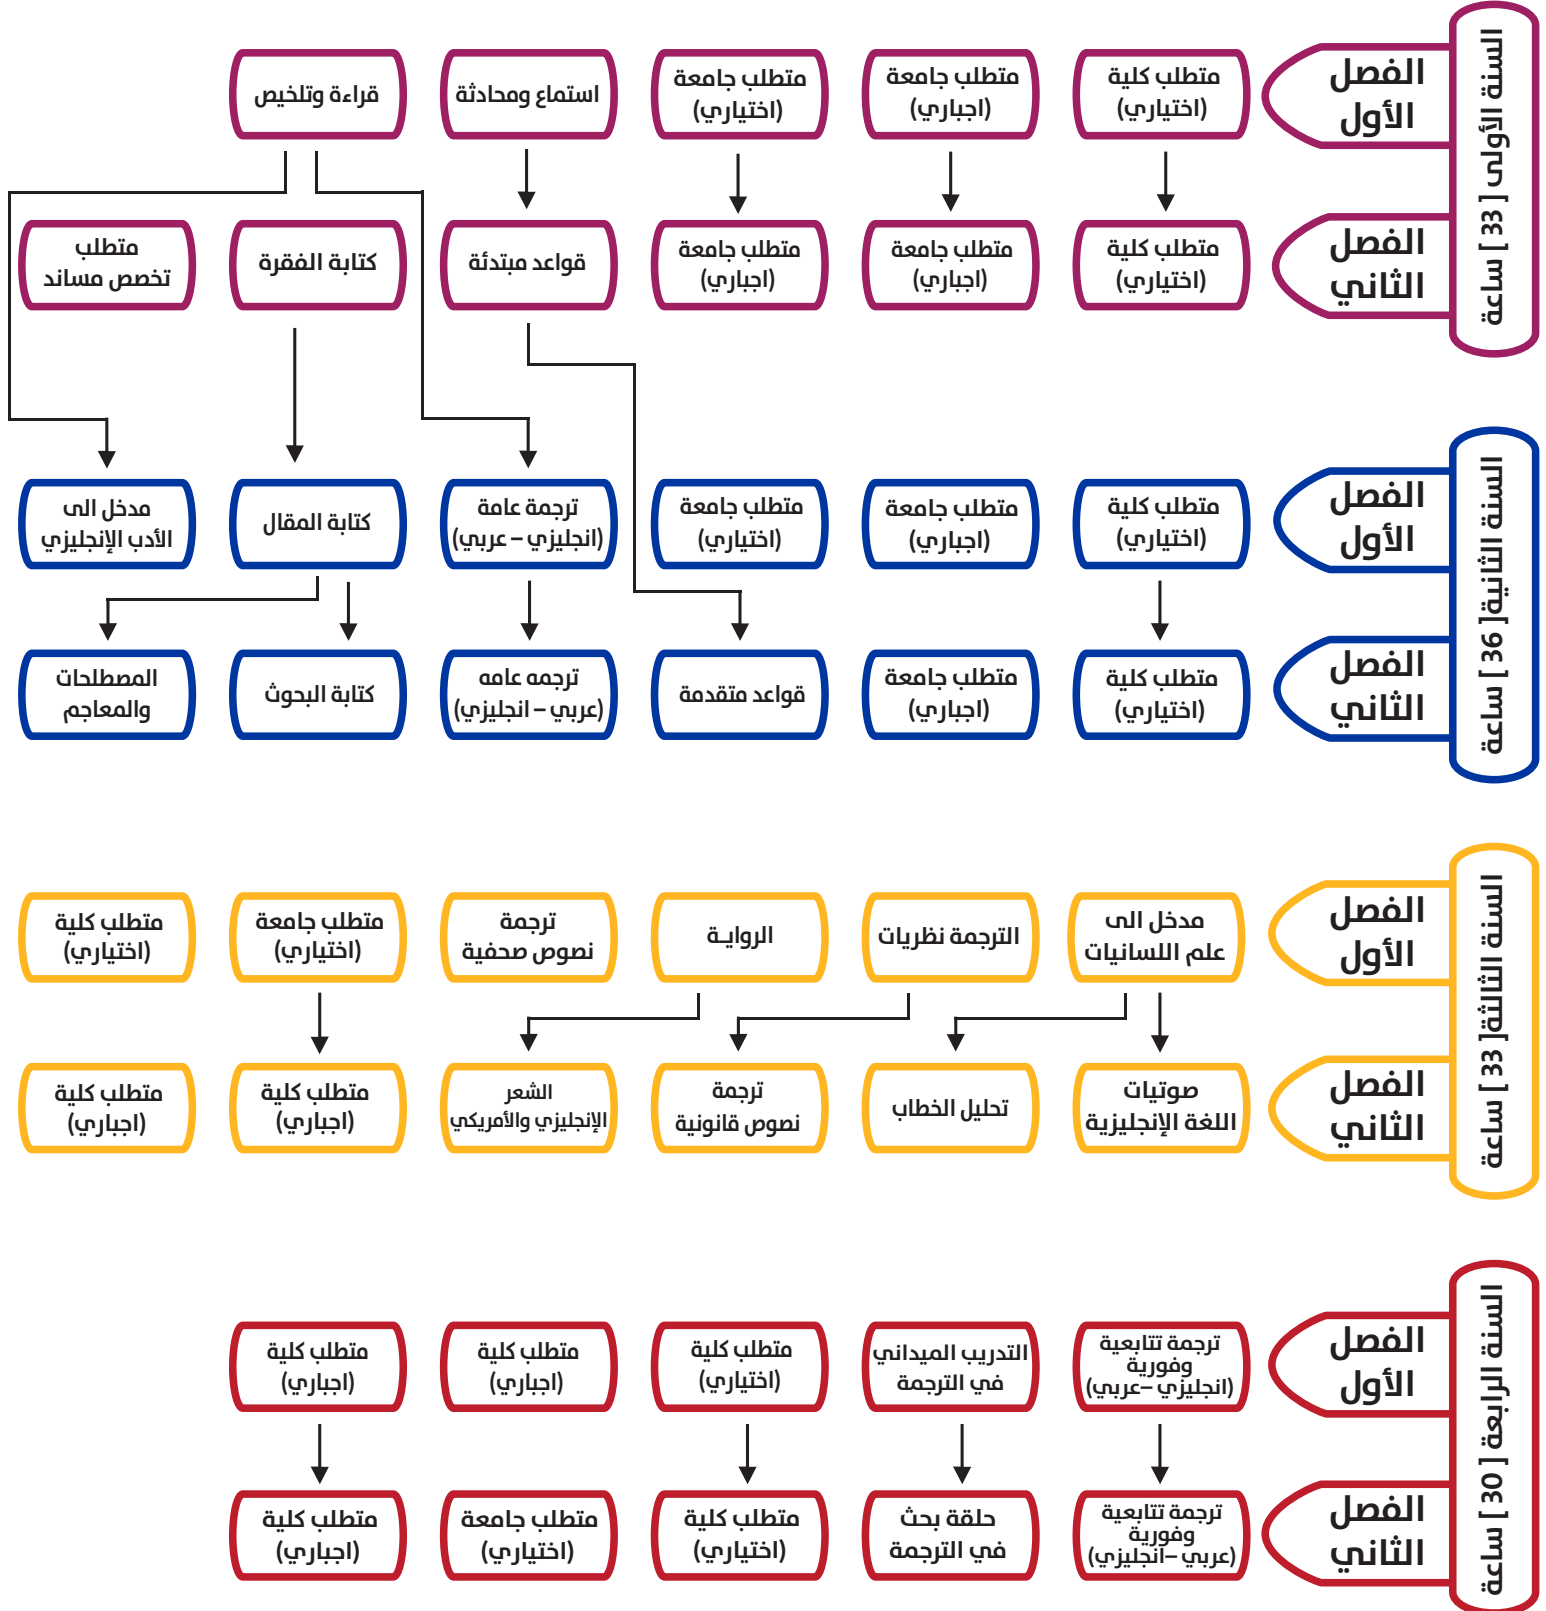 السنة الأولى [ 33 ] ساعة
الفصل
الأول
متطلب كلية
(اختياري)
متطلب جامعة
(اجباري)
متطلب جامعة
(اختياري)
استماع ومحادثة
قراءة وتلخيص
الفصل
الثاني
متطلب كلية
(اختياري)
متطلب جامعة
(اجباري)
متطلب جامعة
(اجباري)
قواعد مبتدئة
كتابة الفقرة
متطلب
تخصص مساند
السنة الثانية[ 36 ] ساعة
الفصل
الأول
متطلب كلية
(اختياري)
متطلب جامعة
(اجباري)
متطلب جامعة
(اختياري)
ترجمة عامة
(انجليزي – عربي)
كتابة المقال
مدخل الى
الأدب الإنجليزي
الفصل
الثاني
متطلب كلية
(اختياري)
متطلب جامعة
(اجباري)
قواعد متقدمة
ترجمه عامه
(عربي – انجليزي)
كتابة البحوث
المصطلحات
والمعاجم
السنة الثالثة[ 33 ] ساعة
الفصل
الأول
مدخل الى
علم اللسانيات
الترجمة نظريات
الروايـة
ترجمة
نصوص صحفية
متطلب جامعة
(اختياري)
متطلب كلية
(اختياري)
الفصل
الثاني
صوتيات
اللغة الإنجليزية
تحليل الخطاب
ترجمة
نصوص قانونية
الشعر
الإنجليزي والأمريكي
متطلب كلية
(اجباري)
متطلب كلية
(اجباري)
السنة الرابعة [ 30 ] ساعة
الفصل
الأول
ترجمة تتابعية
وفورية
(انجليزي –عربي)
التدريب الميداني
في الترجمة
متطلب كلية
(اختياري)
متطلب كلية
(اجباري)
متطلب كلية
(اجباري)
الفصل
الثاني
ترجمة تتابعية
وفورية
(عربي –انجليزي)
حلقة بحث
في الترجمة
متطلب كلية
(اختياري)
متطلب جامعة
(اختياري)
متطلب كلية
(اجباري)